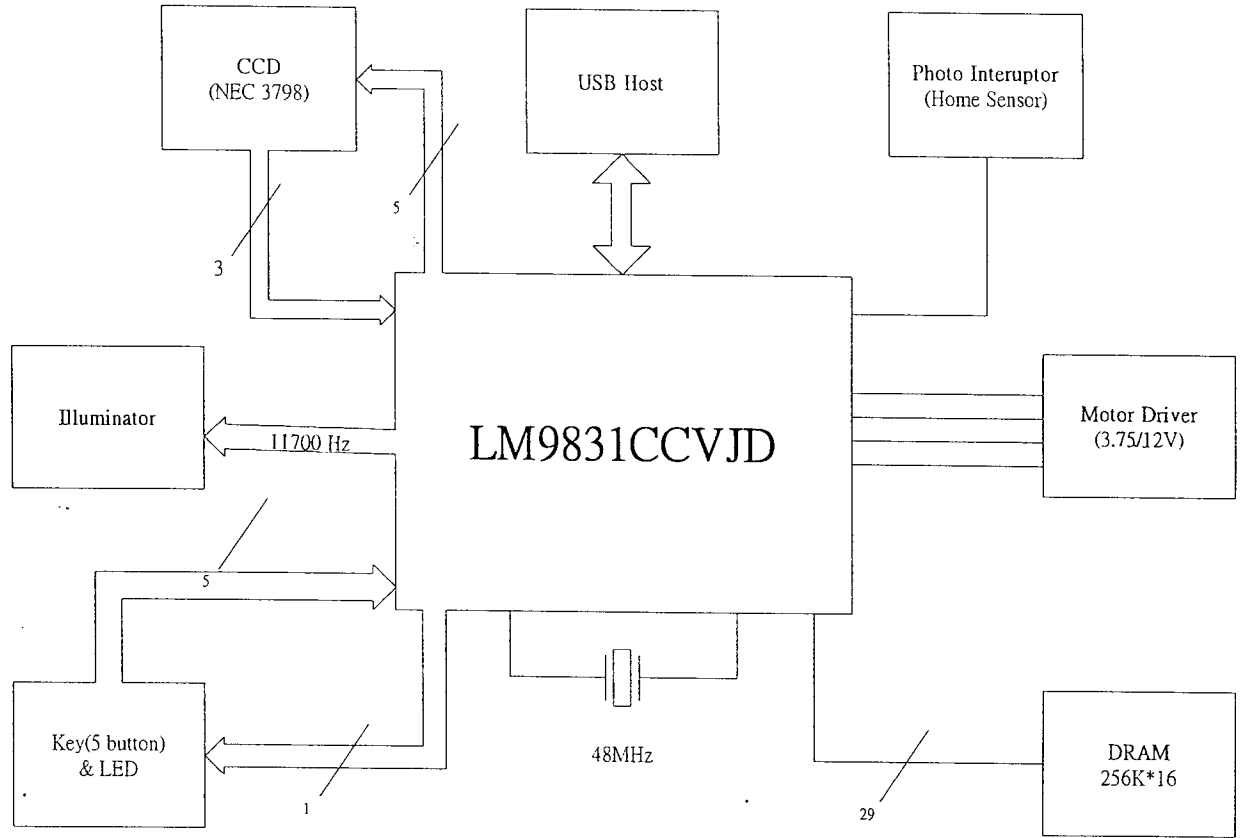 CCD
(NEC 3798)
USB Host
Photo Interuptor
(Home Sensor)
5
3
Illuminator
11700 Hz
LM9831CCVJD
Motor Driver
(3.75/12V)
5
Key(5 button)
& LED
1
48MHz
29
DRAM
256K*16